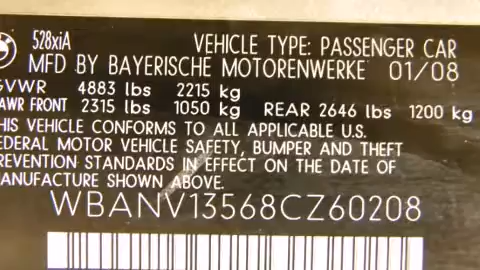 528xiA VEHICLE TYPE: PASSENGER CAR
MFD BY BAYERISCHE MOTORENWERKE 01/08
GVWR 4883 lbs 2215 kg
GAWR FRONT 2315 lbs 1050 kg REAR 2646 lbs 1200 kg
THIS VEHICLE CONFORMS TO ALL APPLICABLE U.S.
FEDERAL MOTOR VEHICLE SAFETY, BUMPER AND THEFT
PREVENTION STANDARDS IN EFFECT ON THE DATE OF
MANUFACTURE SHOWN ABOVE.
WBANV13568CZ60208